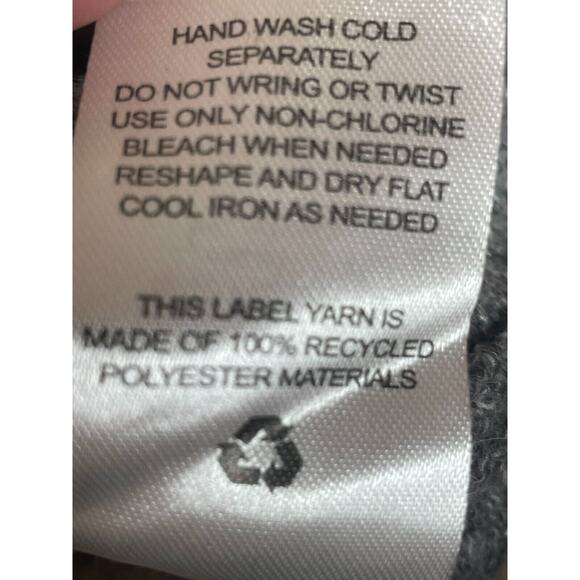 HAND WASH COLD
SEPARATELY
DO NOT WRING OR TWIST
USE ONLY NON-CHLORINE
BLEACH WHEN NEEDED
RESHAPE AND DRY FLAT
COOL IRON AS NEEDED
THIS LABEL YARN IS
MADE OF 100% RECYCLED
POLYESTER MATERIALS